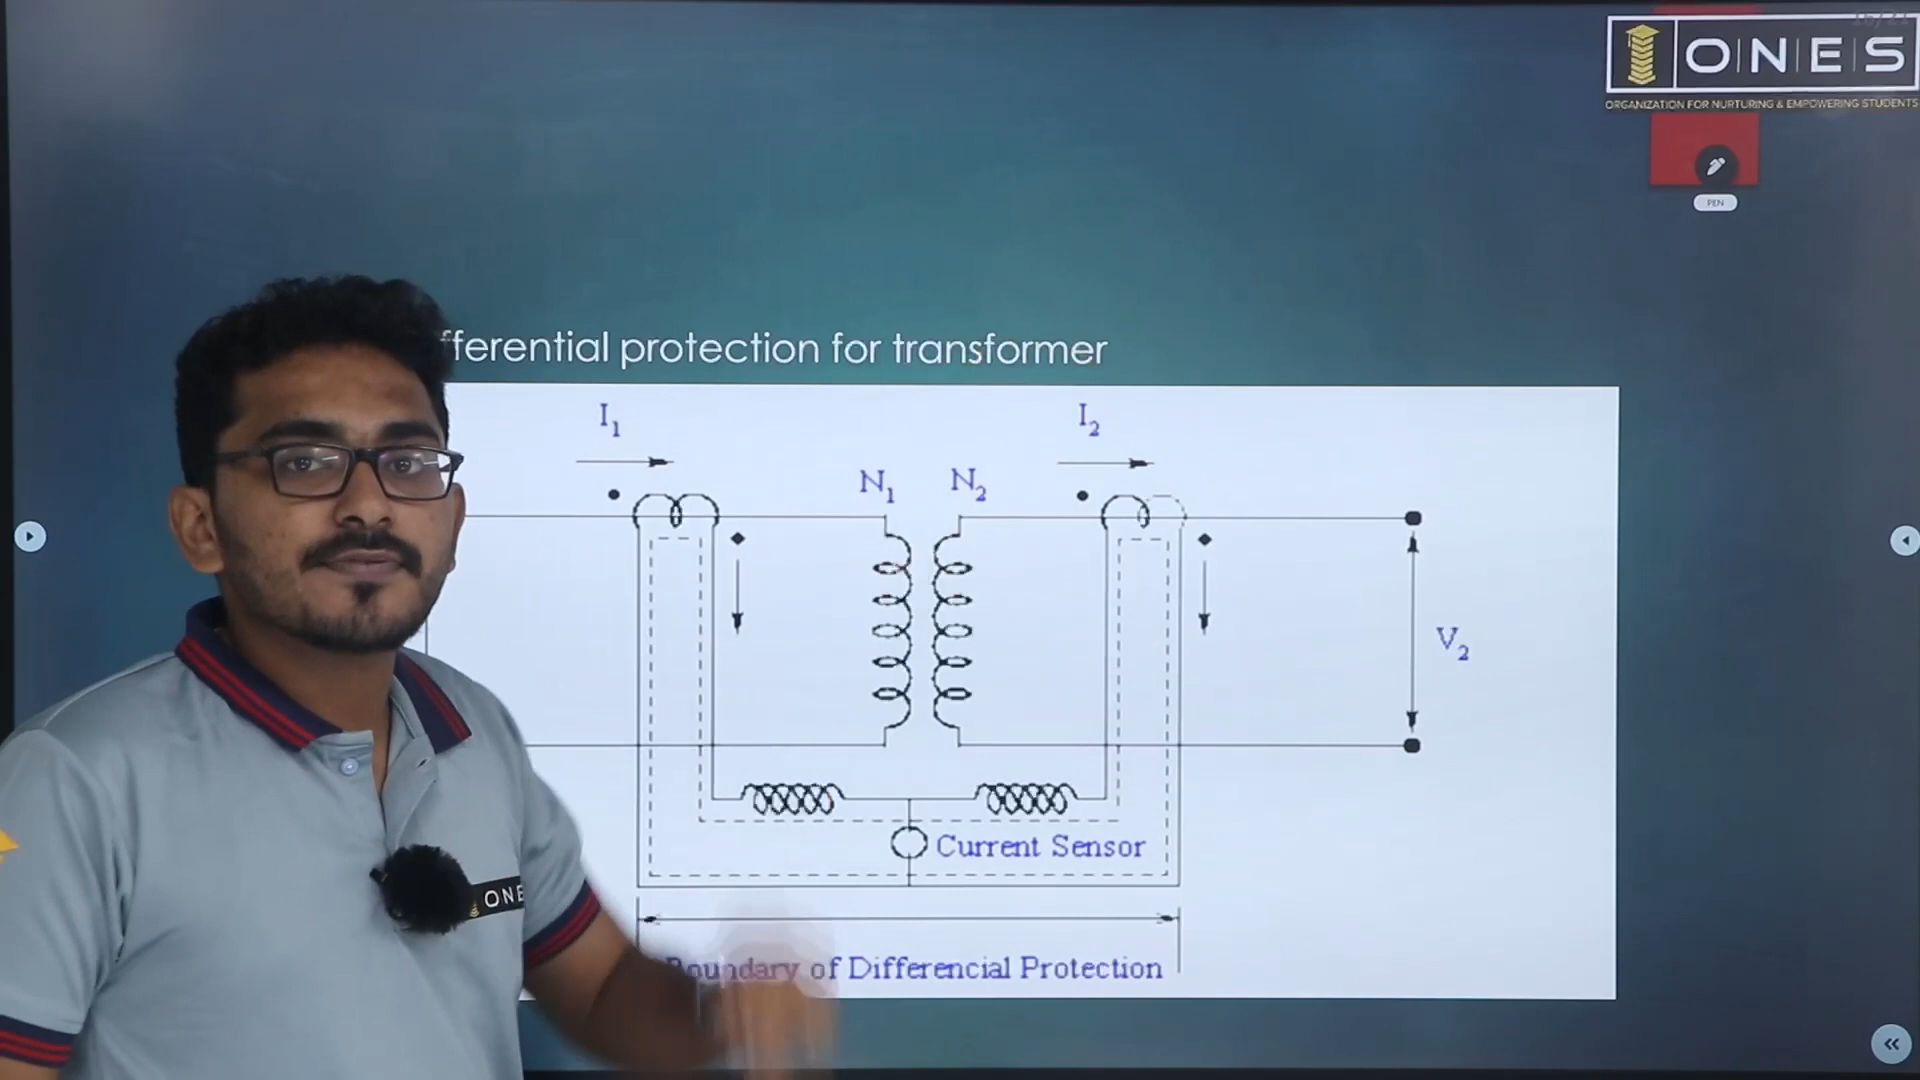 ONES
ORGANIZATION FOR NURTURING & EMPOWERING STUDENTS
PEN
fferential protection for transformer
I1
I2
N1
N2
V2
Current Sensor
Boundary of Differencial Protection
ONE